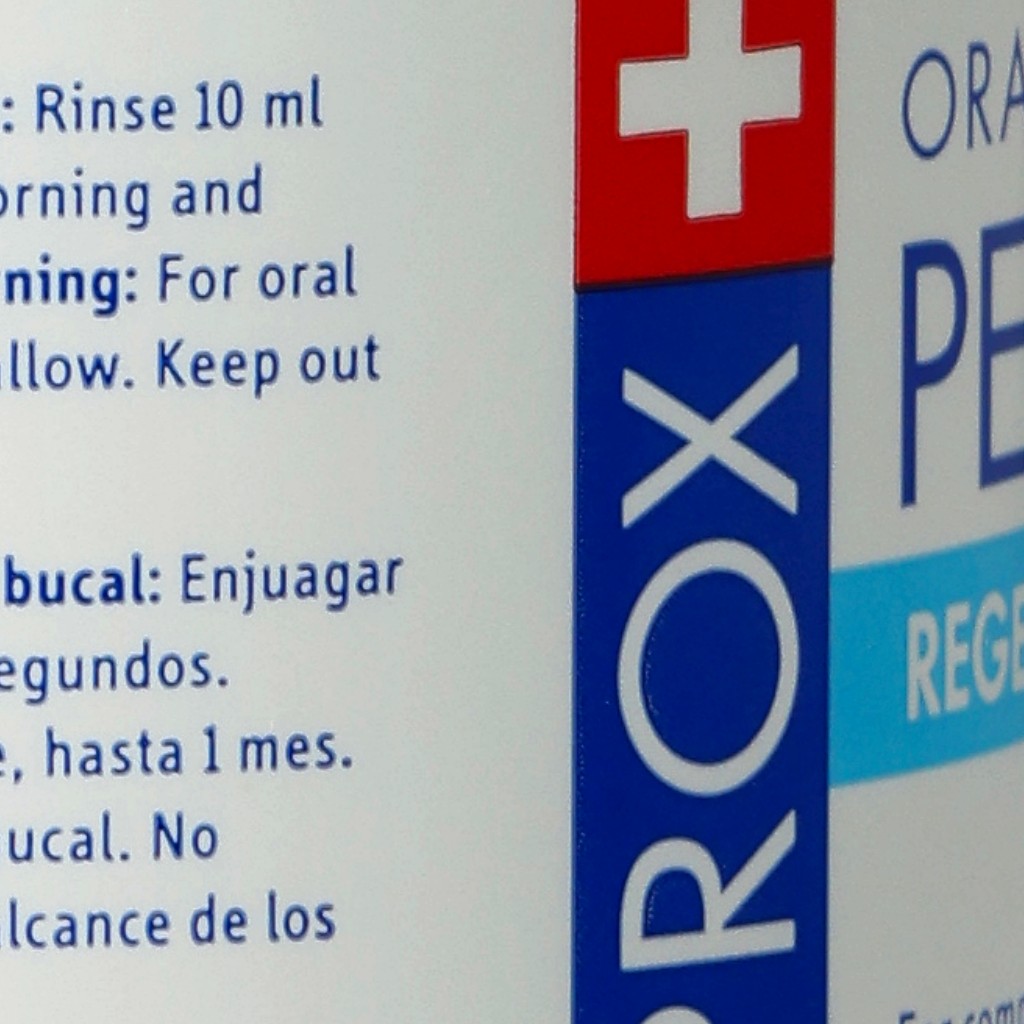 : Rinse 10 ml
orning and
ning: For oral
llow. Keep out
bucal: Enjuagar
egundos.
, hasta 1 mes.
ucal. No
lcance de los
ROX
ORA
PE
REGE